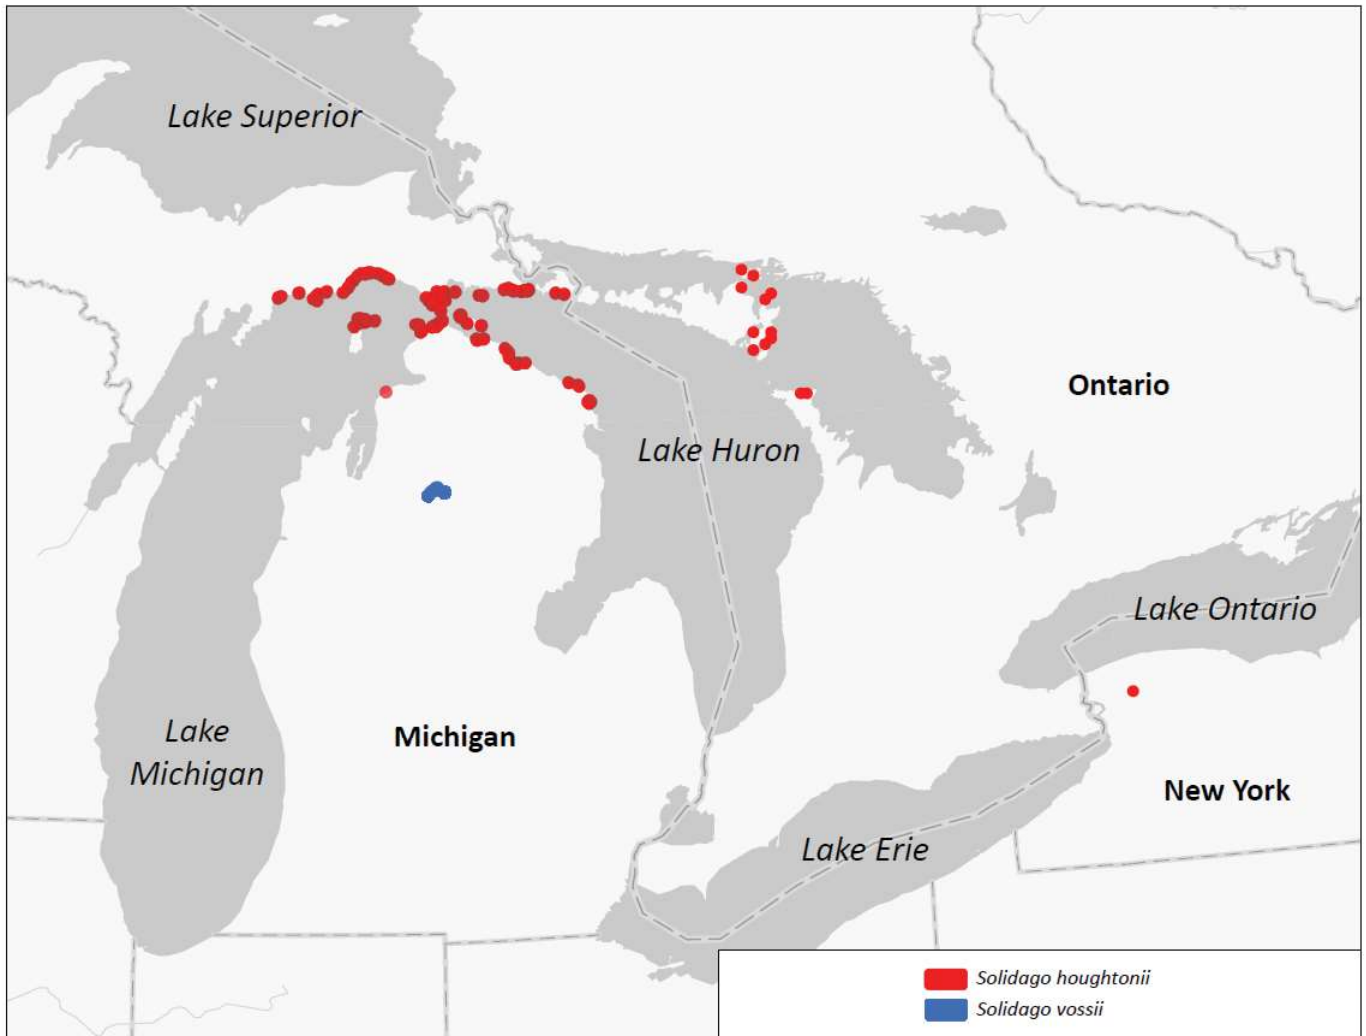 Lake Superior
Ontario
Lake Huron
Lake Ontario
Lake
Michigan
Michigan
New York
Lake Erie
Solidago houghtonii
Solidago vossii